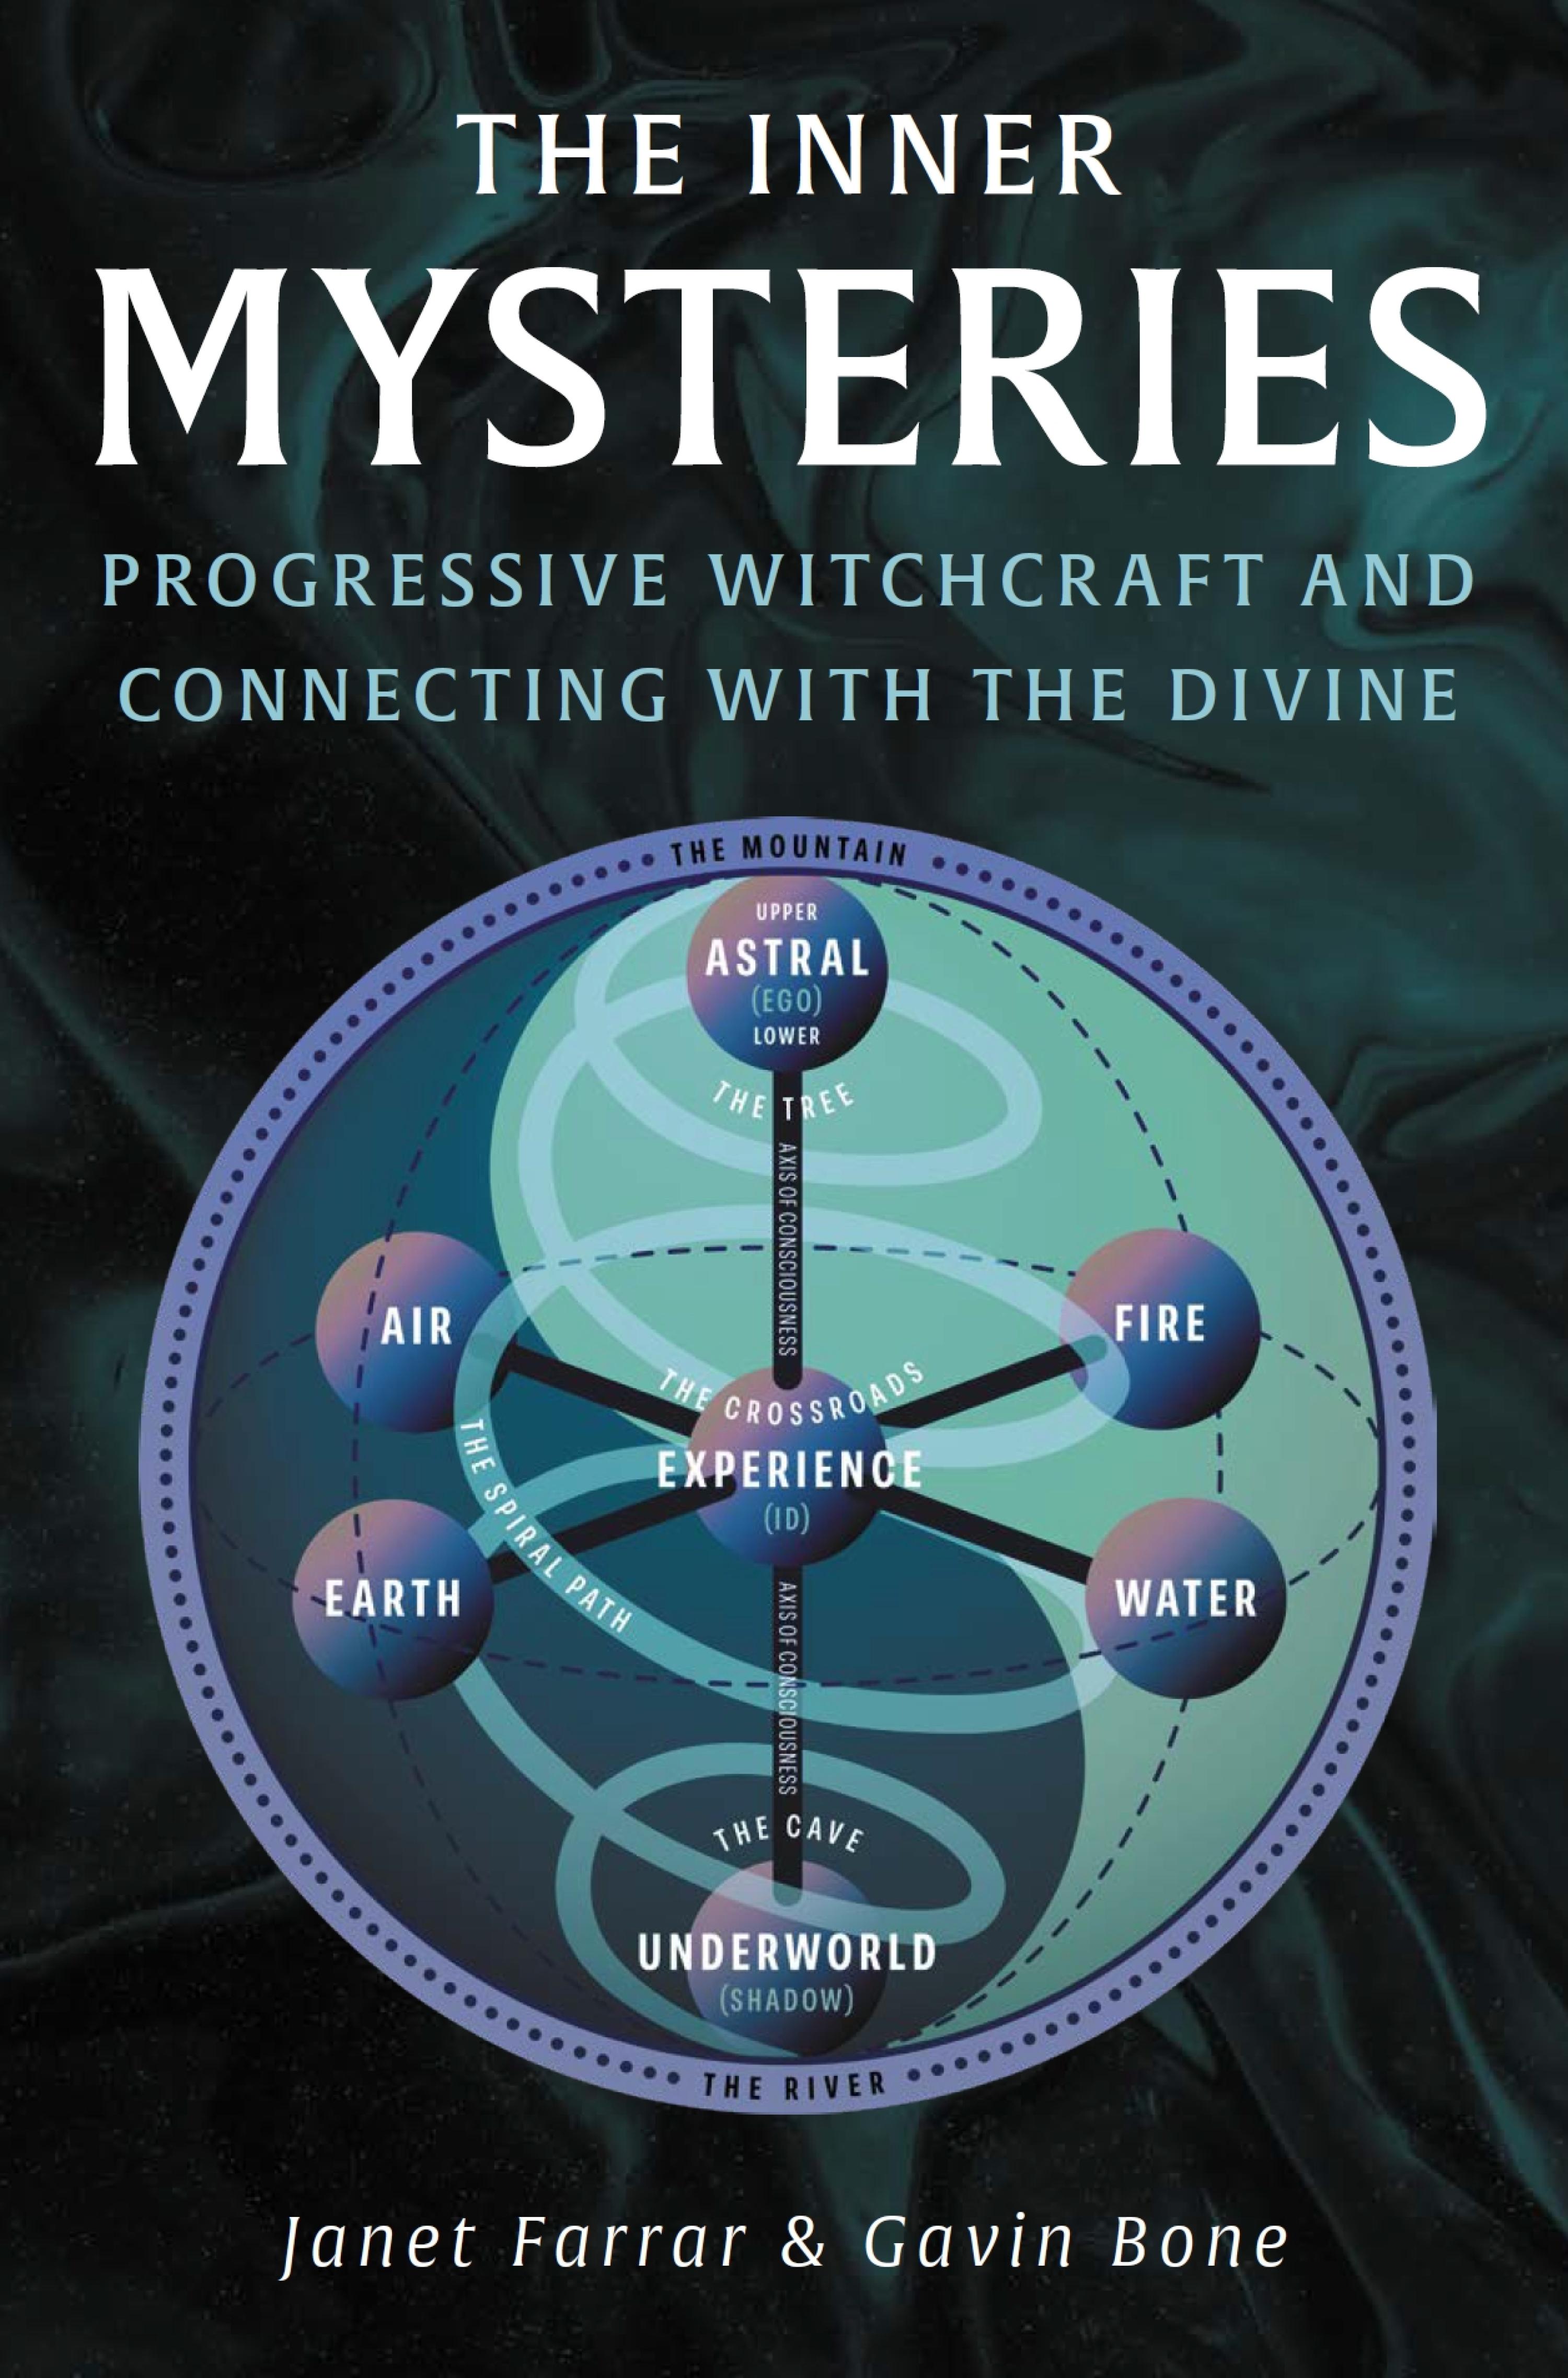 THE INNER
MYSTERIES
PROGRESSIVE WITCHCRAFT AND
CONNECTING WITH THE DIVINE
THE MOUNTAIN
UPPER
ASTRAL
(EGO)
LOWER
THE TREE
AXIS OF CONSCIOUSNESS
AIR
FIRE
THE CROSSROADS
EXPERIENCE
(ID)
THE SPIRAL PATH
EARTH
WATER
AXIS OF CONSCIOUSNESS
THE CAVE
UNDERWORLD
(SHADOW)
THE RIVER
Janet Farrar & Gavin Bone